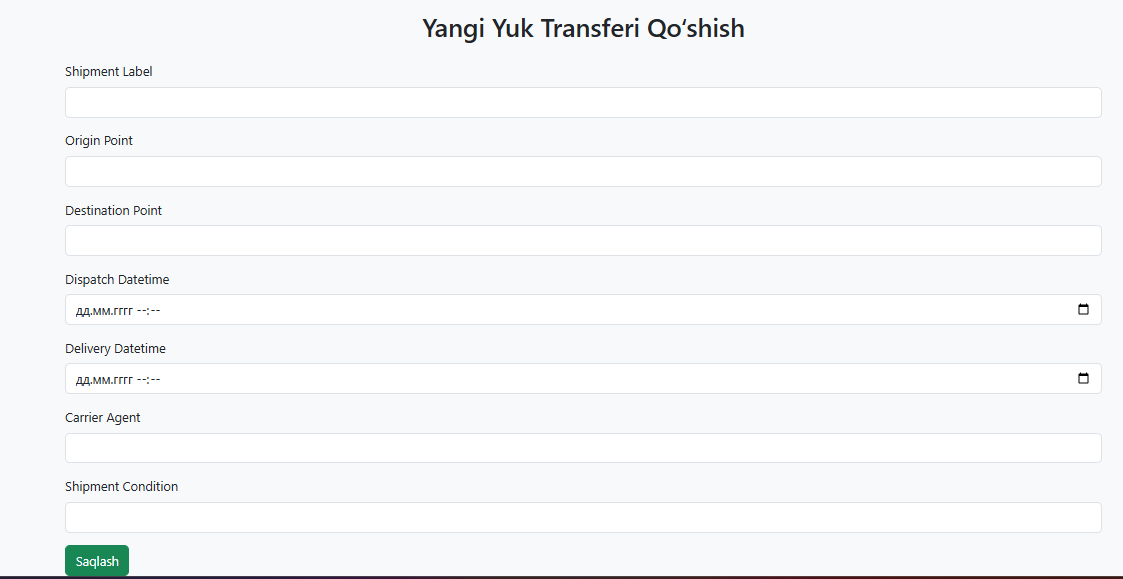 Yangi Yuk Transferi Qo‘shish
Shipment Label
Origin Point
Destination Point
Dispatch Datetime
дд.мм.гггг --:--
Delivery Datetime
дд.мм.гггг --:--
Carrier Agent
Shipment Condition
Saqlash